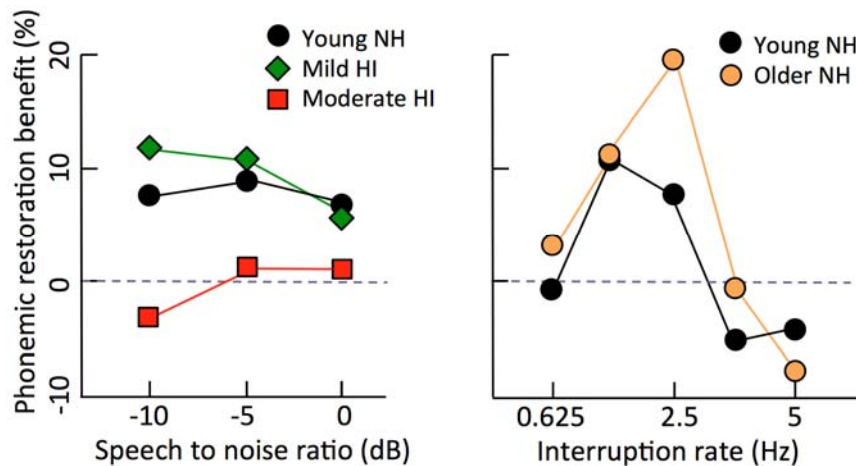 Phonemic restoration benefit (%)
20
10
0
-10
Young NH
Mild HI
Moderate HI
-10
-5
0
Speech to noise ratio (dB)
Young NH
Older NH
0.625
2.5
5
Interruption rate (Hz)